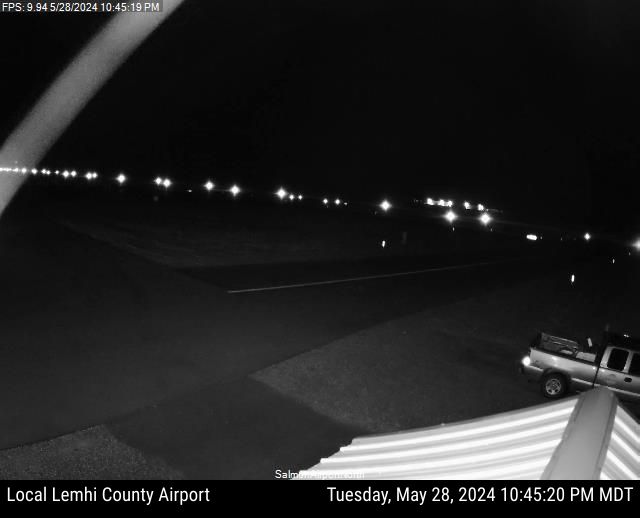 FPS: 9.94 5/28/2024 10:45:19 PM
Local Lemhi County Airport
Tuesday, May 28, 2024 10:45:20 PM MDT